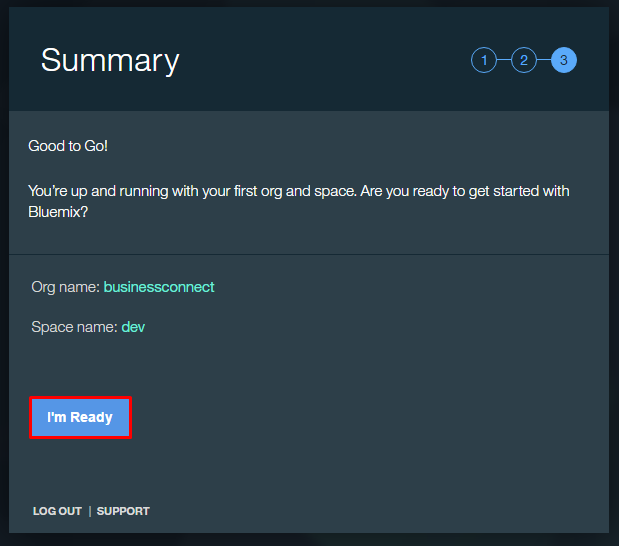 Summary
1 2 3
Good to Go!
You're up and running with your first org and space. Are you ready to get started with
Bluemix?
Org name: businessconnect
Space name: dev
I'm Ready
LOG OUT | SUPPORT